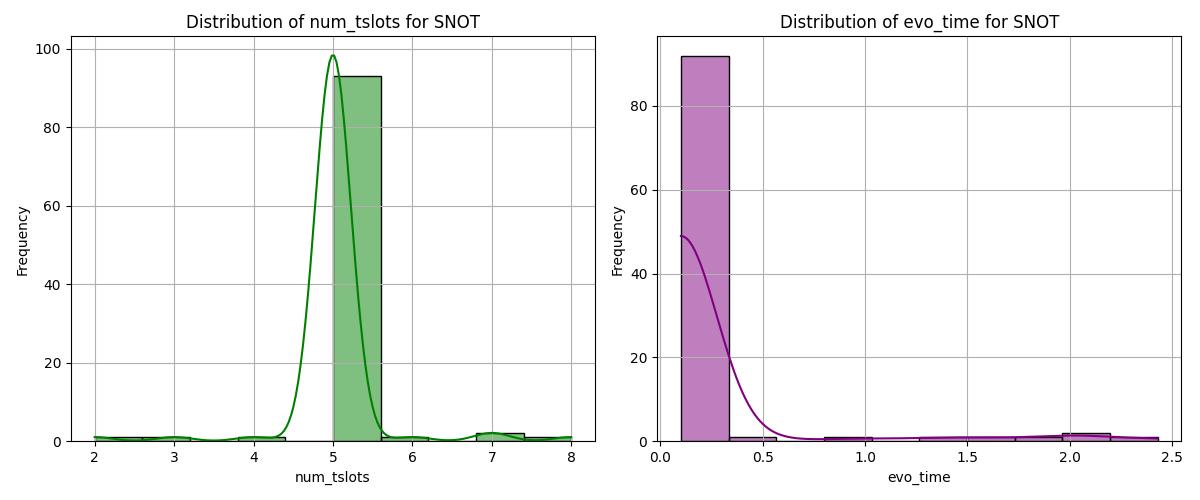 Distribution of num_tslots for SNOT
100
80
60
40
20
0
Frequency
2 3 4 5 6 7 8
num_tslots
Distribution of evo_time for SNOT
80
60
40
20
0
Frequency
0.0 0.5 1.0 1.5 2.0 2.5
evo_time